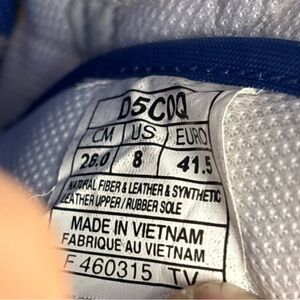 D5C0Q
CM US EURO
26.0 8 41.5
NATURAL FIBER & LEATHER & SYNTHETIC
LEATHER UPPER / RUBBER SOLE
MADE IN VIETNAM
FABRIQUE AU VIETNAM
F 460315 TV